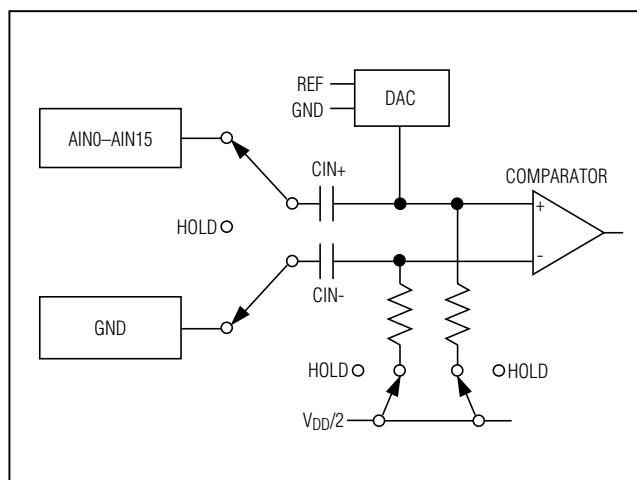 REF
GND
DAC
AIN0–AIN15
CIN+
COMPARATOR
HOLD
+
-
CIN-
GND
HOLD
HOLD
VDD/2